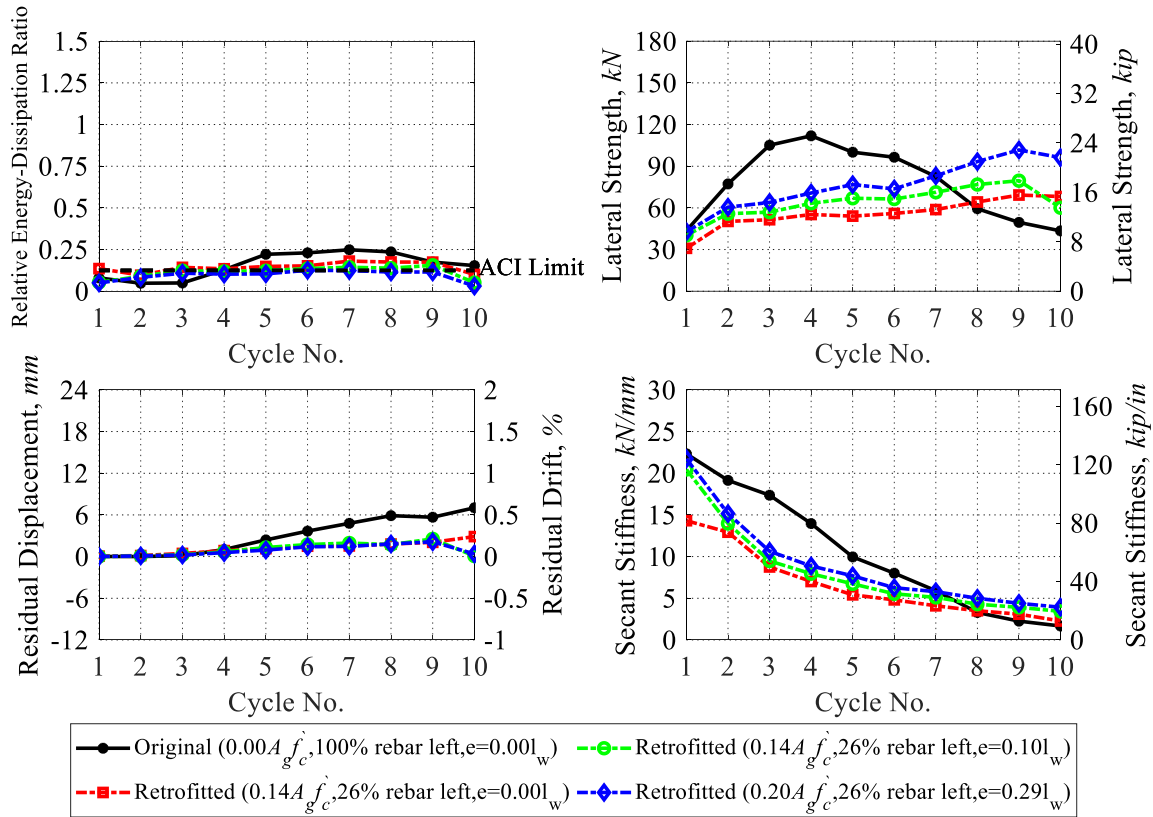 Relative Energy-Dissipation Ratio
1.5
1.25
1
0.75
0.5
0.25
0
ACI Limit
1 2 3 4 5 6 7 8 9 10
Cycle No.
Lateral Strength, kN
180
150
120
90
60
30
0
40
32
24
16
8
0
Lateral Strength, kip
1 2 3 4 5 6 7 8 9 10
Cycle No.
Residual Displacement, mm
24
18
12
6
0
-6
-12
2
1.5
1
0.5
0
-0.5
-1
Residual Drift, %
1 2 3 4 5 6 7 8 9 10
Cycle No.
Secant Stiffness, kN/mm
30
25
20
15
10
5
0
160
120
80
40
0
Secant Stiffness, kip/in
1 2 3 4 5 6 7 8 9 10
Cycle No.
Original (0.00A_g f_c`,100% rebar left,e=0.00l_w)
Retrofitted (0.14A_g f_c`,26% rebar left,e=0.00l_w)
Retrofitted (0.14A_g f_c`,26% rebar left,e=0.10l_w)
Retrofitted (0.20A_g f_c`,26% rebar left,e=0.29l_w)